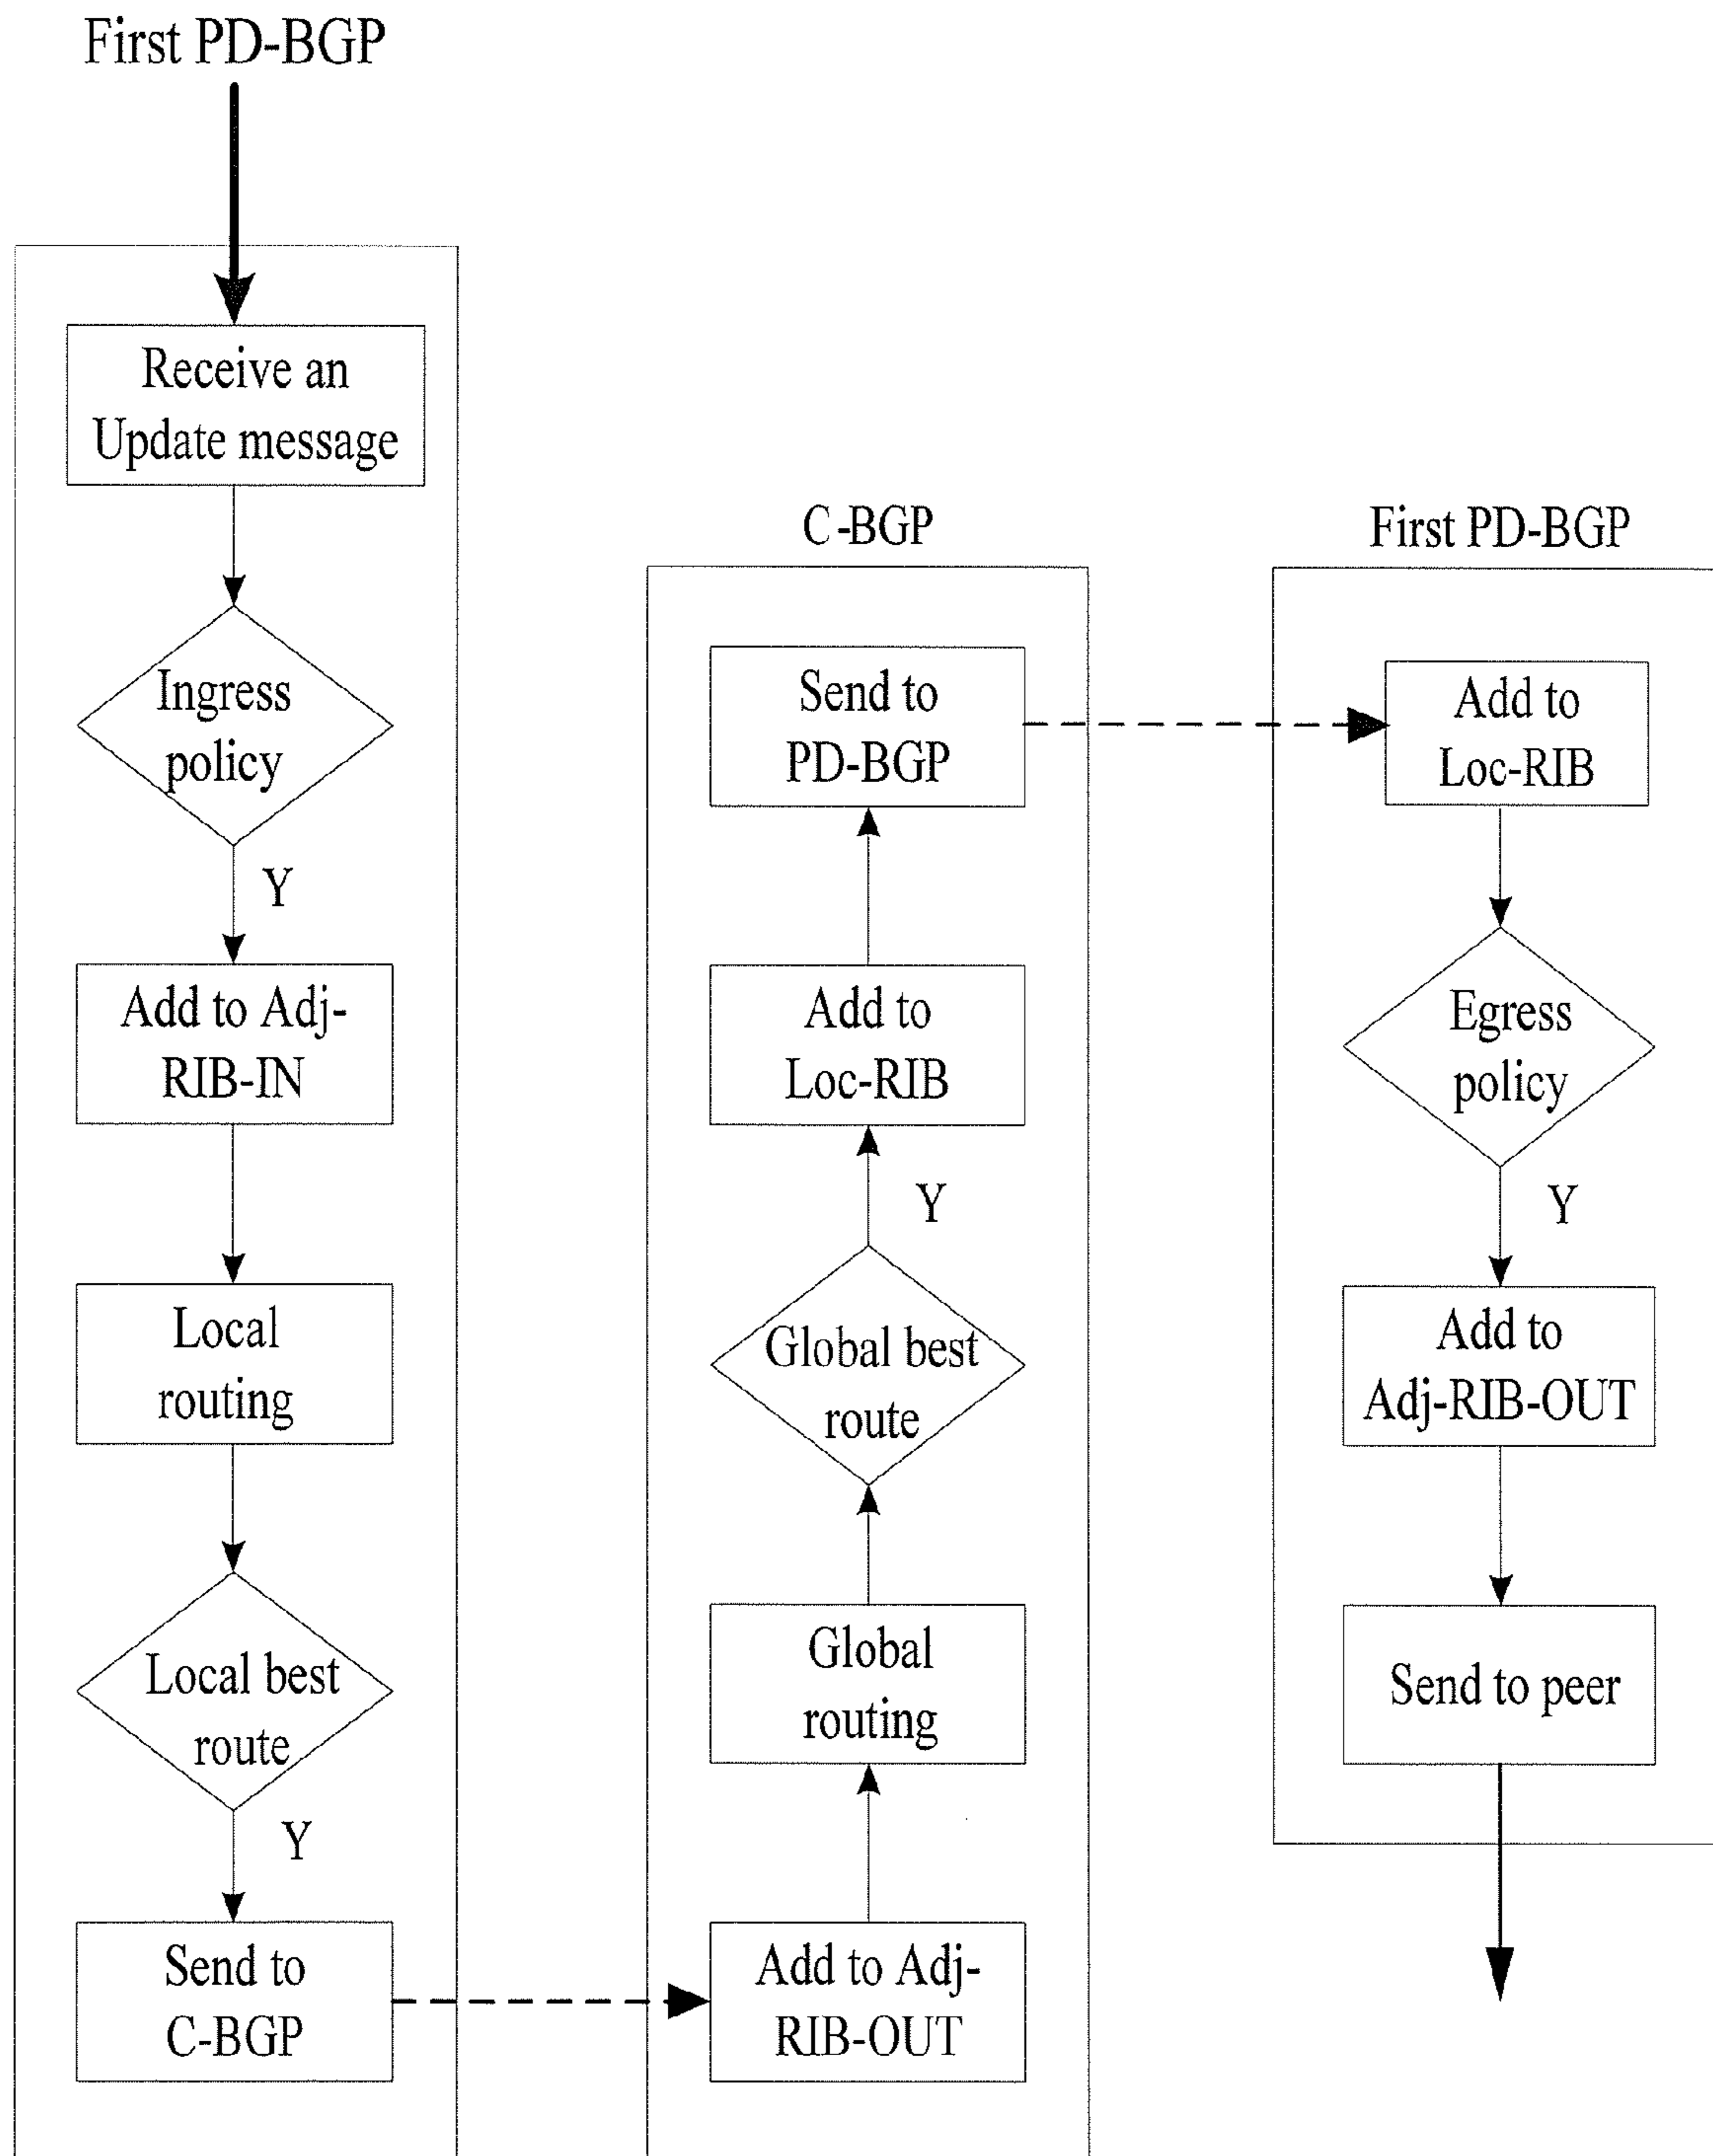 First PD-BGP
Receive an
Update message
Ingress
policy
Y
Add to Adj-
RIB-IN
Local
routing
Local best
route
Y
Send to
C-BGP
C-BGP
Send to
PD-BGP
Add to
Loc-RIB
Y
Global best
route
Global
routing
Add to Adj-
RIB-OUT
First PD-BGP
Add to
Loc-RIB
Egress
policy
Y
Add to
Adj-RIB-OUT
Send to peer